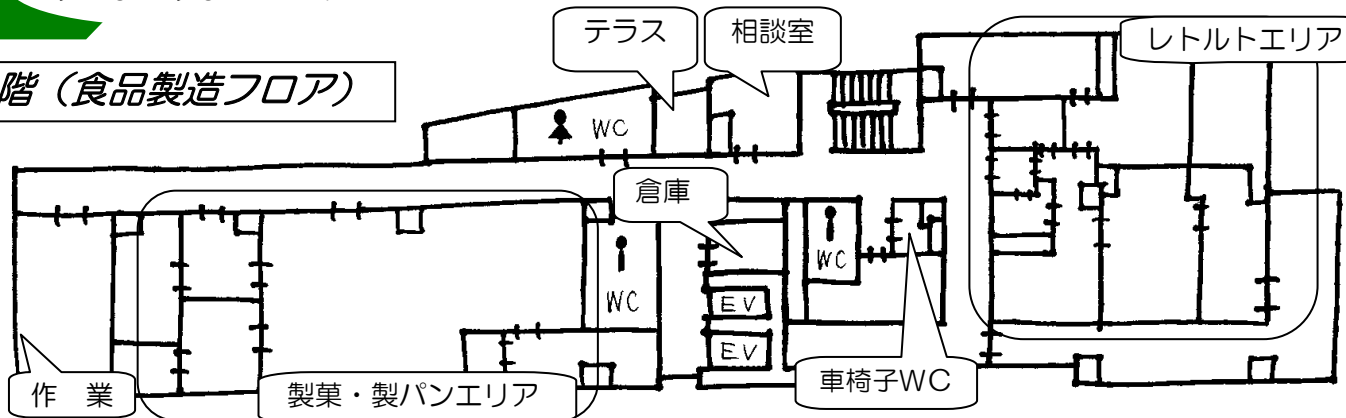 テラス
相談室
レトルトエリア
階（食品製造フロア）
WC
倉庫
WC
WC
EV
EV
作　業
製菓・製パンエリア
車椅子WC